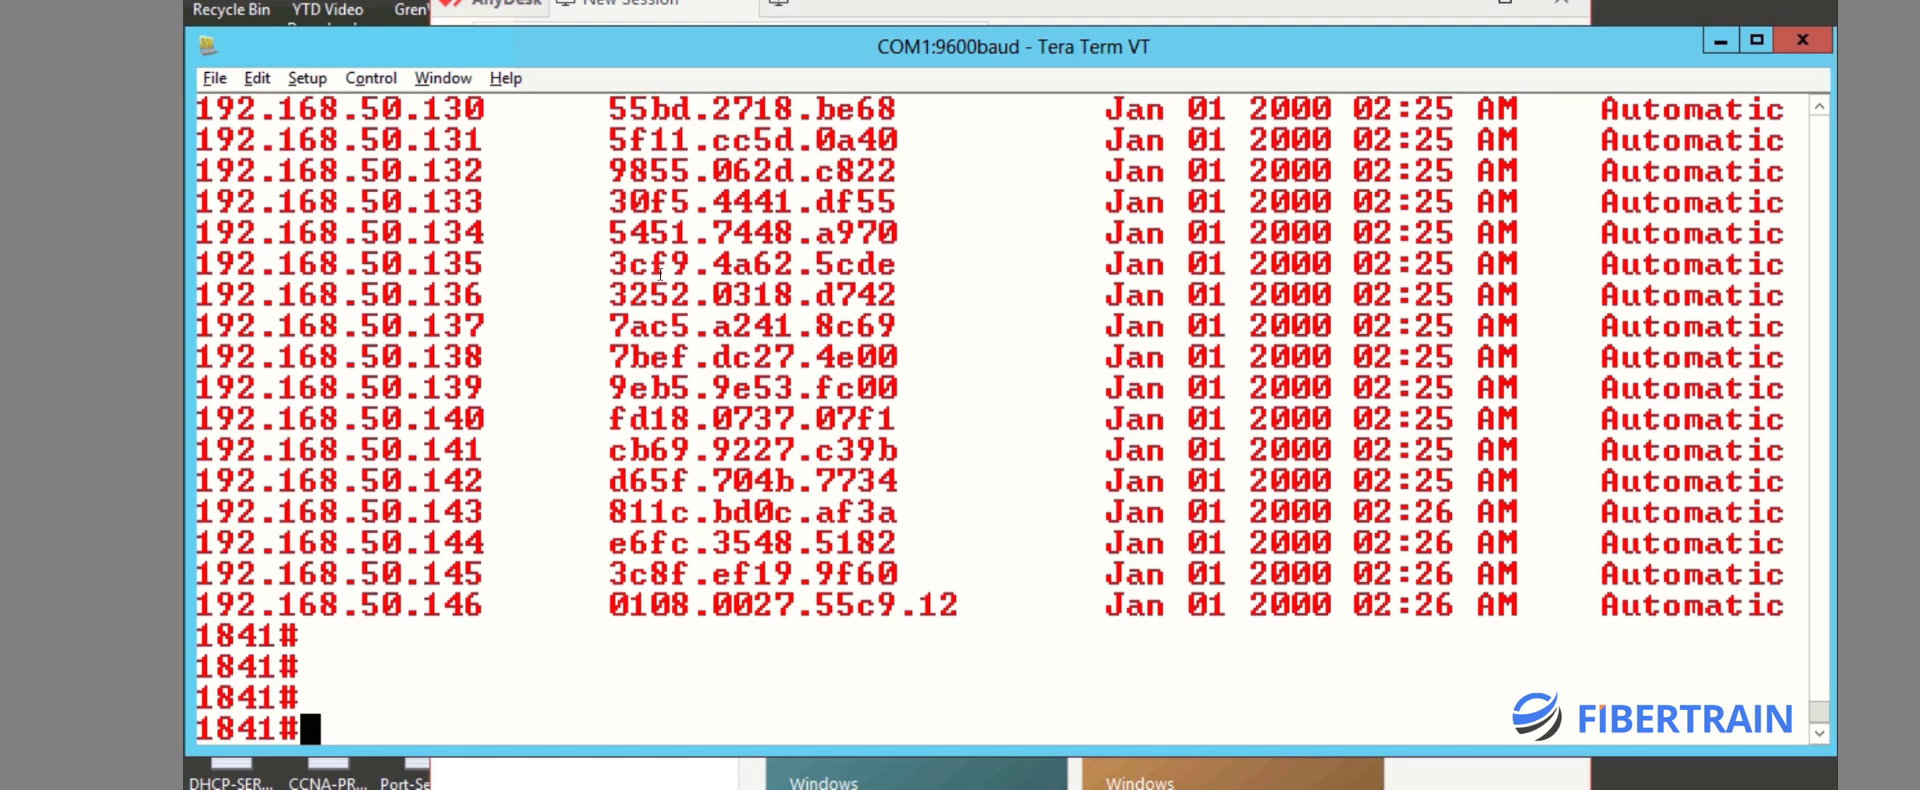 Recycle Bin YTD Video
AnyDesk New Session
COM1:9600baud - Tera Term VT
File Edit Setup Control Window Help
192.168.50.130 55bd.2718.be68 Jan 01 2000 02:25 AM Automatic
192.168.50.131 5f11.cc5d.0a40 Jan 01 2000 02:25 AM Automatic
192.168.50.132 9855.062d.c822 Jan 01 2000 02:25 AM Automatic
192.168.50.133 30f5.4441.df55 Jan 01 2000 02:25 AM Automatic
192.168.50.134 5451.7448.a970 Jan 01 2000 02:25 AM Automatic
192.168.50.135 3cf9.4a62.5cde Jan 01 2000 02:25 AM Automatic
192.168.50.136 3252.0318.d742 Jan 01 2000 02:25 AM Automatic
192.168.50.137 7ac5.a241.8c69 Jan 01 2000 02:25 AM Automatic
192.168.50.138 7bef.dc27.4e00 Jan 01 2000 02:25 AM Automatic
192.168.50.139 9eb5.9e53.fc00 Jan 01 2000 02:25 AM Automatic
192.168.50.140 fd18.0737.07f1 Jan 01 2000 02:25 AM Automatic
192.168.50.141 cb69.9227.c39b Jan 01 2000 02:25 AM Automatic
192.168.50.142 d65f.704b.7734 Jan 01 2000 02:25 AM Automatic
192.168.50.143 811c.bd0c.af3a Jan 01 2000 02:26 AM Automatic
192.168.50.144 e6fc.3548.5182 Jan 01 2000 02:26 AM Automatic
192.168.50.145 3c8f.ef19.9f60 Jan 01 2000 02:26 AM Automatic
192.168.50.146 0108.0027.55c9.12 Jan 01 2000 02:26 AM Automatic
1841#
1841#
1841#
1841#
FIBERTRAIN
DHCP-SER... CCNA-PR... Port-Se
Windows Windows